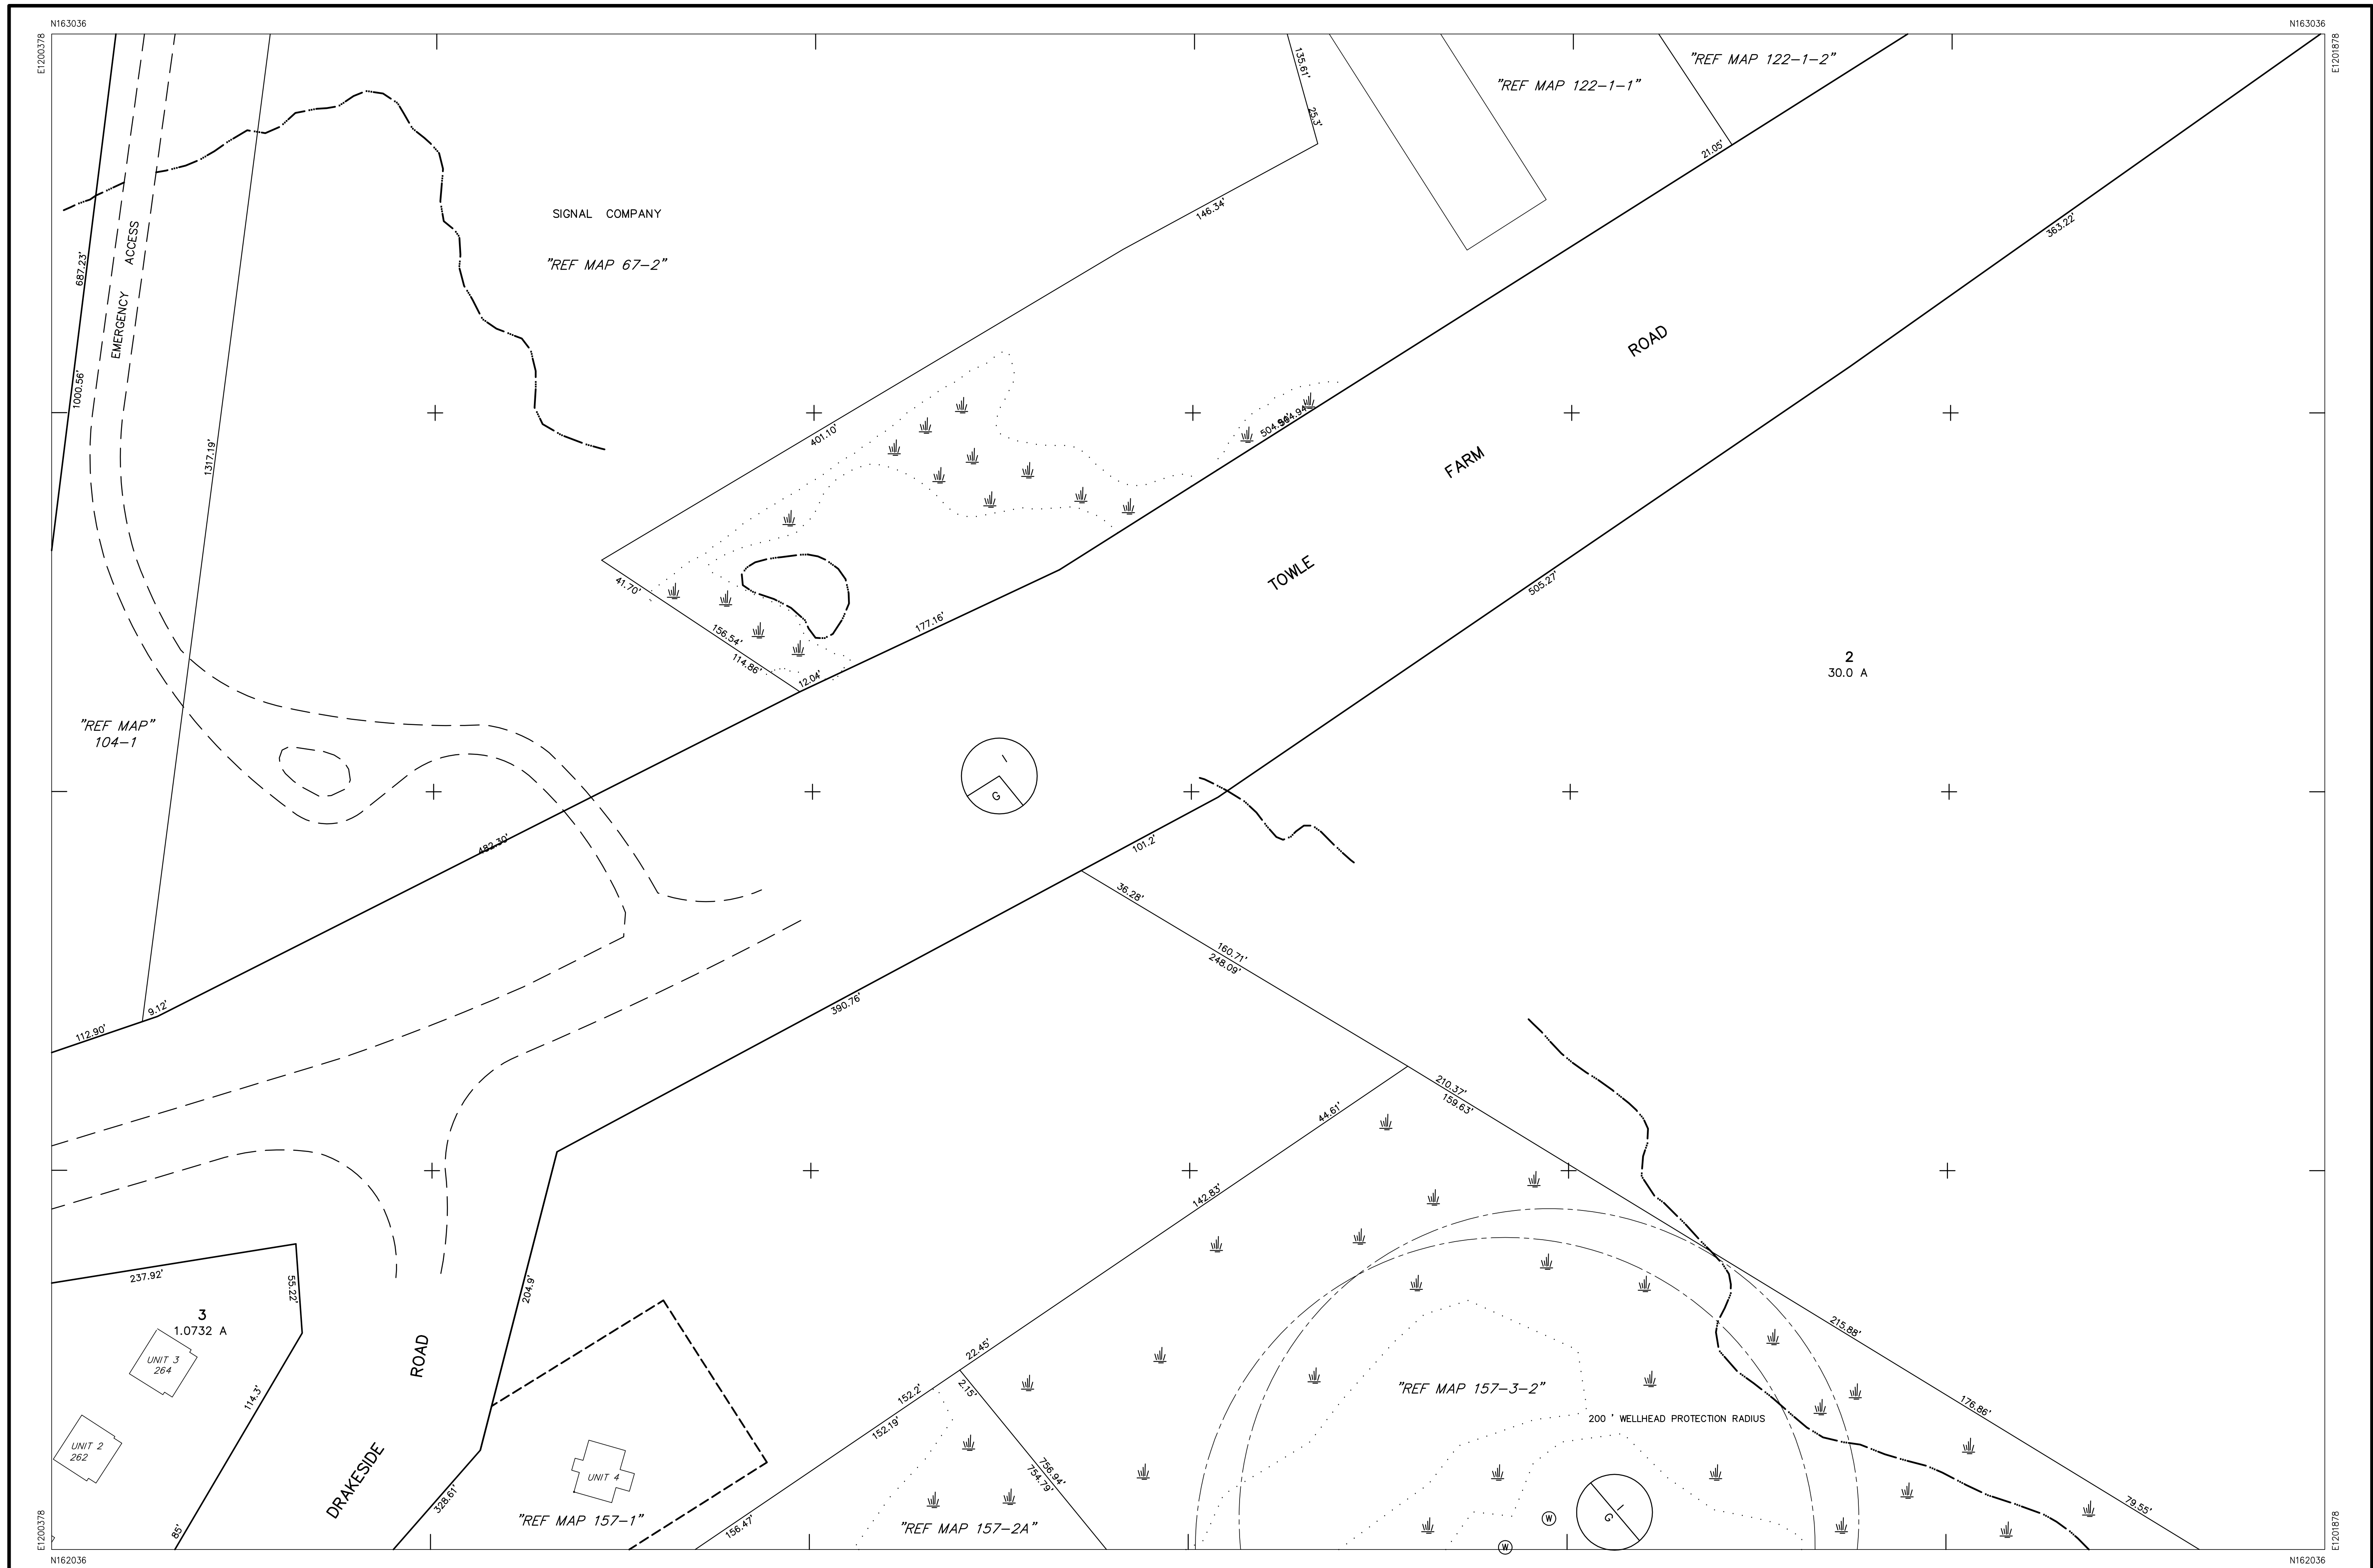 N163036
N163036
E1200378
E1201878
135.61'
25.3'
"REF MAP 122-1-2"
"REF MAP 122-1-1"
21.05'
687.23'
EMERGENCY ACCESS
1000.56'
1317.19'
SIGNAL COMPANY
"REF MAP 67-2"
146.34'
363.22'
401.10'
TOWLE FARM ROAD
505.27'
41.70'
156.54'
114.86'
12.04'
177.16'
2
30.0 A
"REF MAP"
104-1
G
I
482.30'
101.2'
36.28'
160.71'
248.09'
390.76'
9.12'
112.90'
210.37'
159.63'
44.61'
142.83'
237.92'
55.22'
204.9'
3
1.0732 A
UNIT 3
264
114.3'
UNIT 2
262
85'
DRAKESIDE ROAD
328.61'
UNIT 4
"REF MAP 157-1"
22.45'
2.15'
152.2'
152.19'
156.47'
756.94'
754.79'
"REF MAP 157-2A"
"REF MAP 157-3-2"
200 ' WELLHEAD PROTECTION RADIUS
215.88'
176.86'
79.55'
W
W
G
I
E1200378
E1201878
N162036
N162036